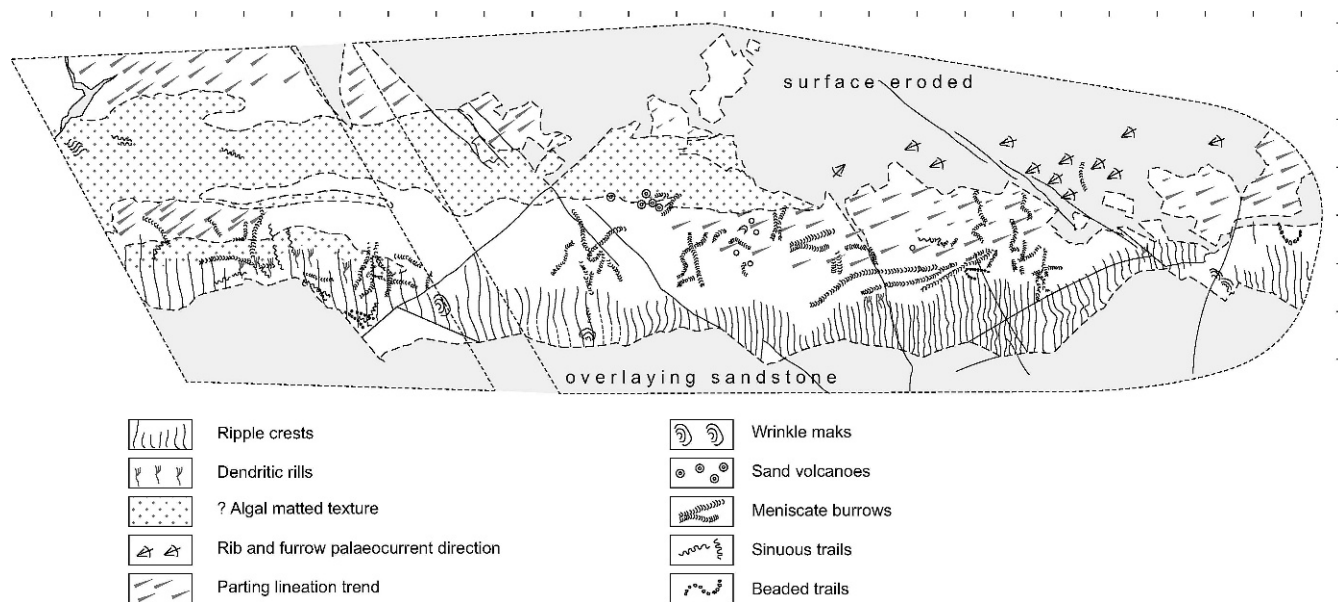 surface eroded
overlaying sandstone
Ripple crests
Dendritic rills
? Algal matted texture
Rib and furrow palaeocurrent direction
Parting lineation trend
Wrinkle maks
Sand volcanoes
Meniscate burrows
Sinuous trails
Beaded trails